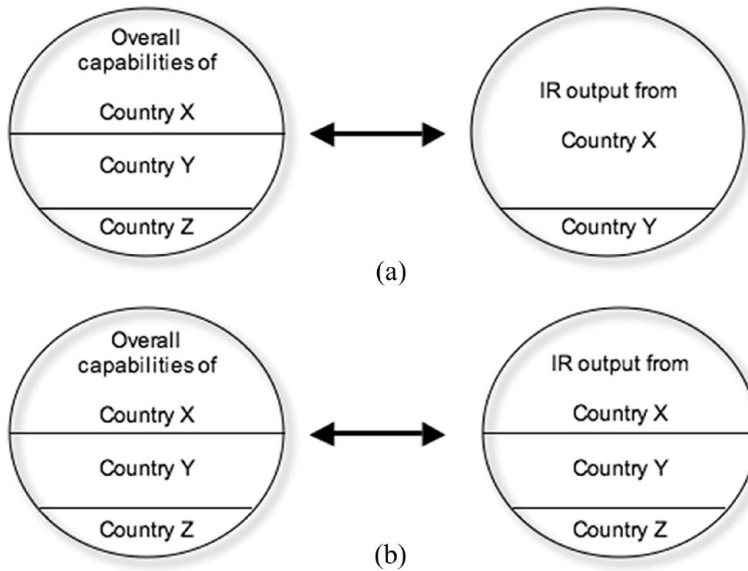 Overall
capabilities of
Country X
Country Y
Country Z
IR output from
Country X
Country Y
(a)
Overall
capabilities of
Country X
Country Y
Country Z
IR output from
Country X
Country Y
Country Z
(b)